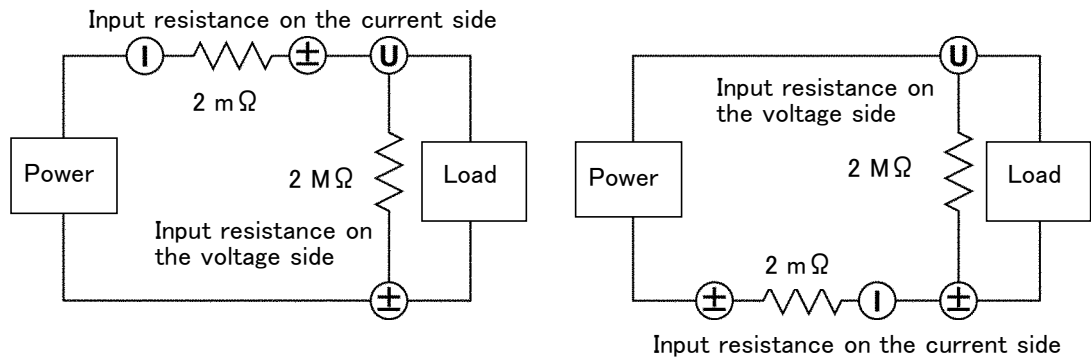 Input resistance on the current side
I
±
U
2 mΩ
Power
2 MΩ
Load
Input resistance on
the voltage side
±
U
Input resistance on
the voltage side
Power
2 MΩ
Load
2 mΩ
±
I
±
Input resistance on the current side